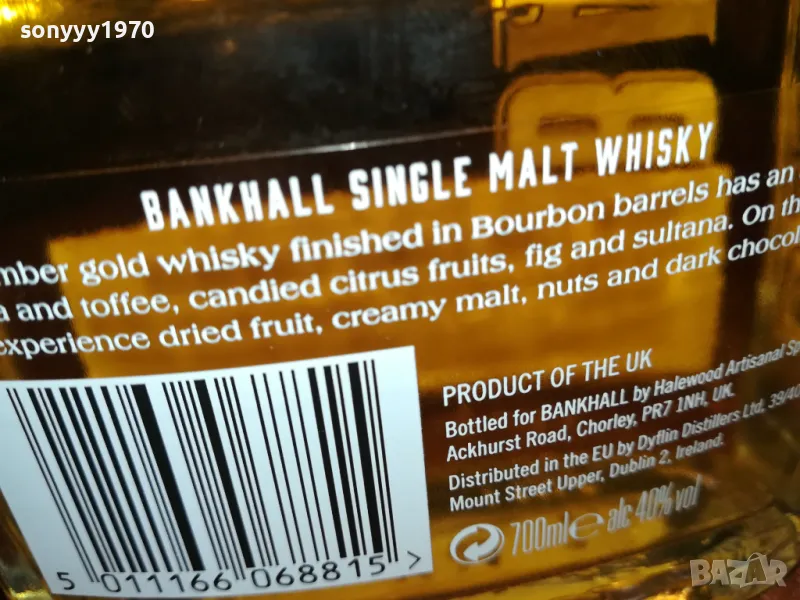 sonyyy1970
BANKHALL SINGLE MALT WHISKY
gold whisky finished in Bourbon barrels has an
and toffee, candied citrus fruits, fig and sultana. On the
experience dried fruit, creamy malt, nuts and dark
PRODUCT OF THE UK
Bottled for BANKHALL by Halewood Artisanal
Ackhurst Road, Chorley, PR7 1NH, UK.
Distributed in the EU by Dyflin Distillers Ltd, 39/40
Mount Street Upper, Dublin 2, Ireland.
700ml e alc 40% vol
5 011166 068815 >
BAZAR